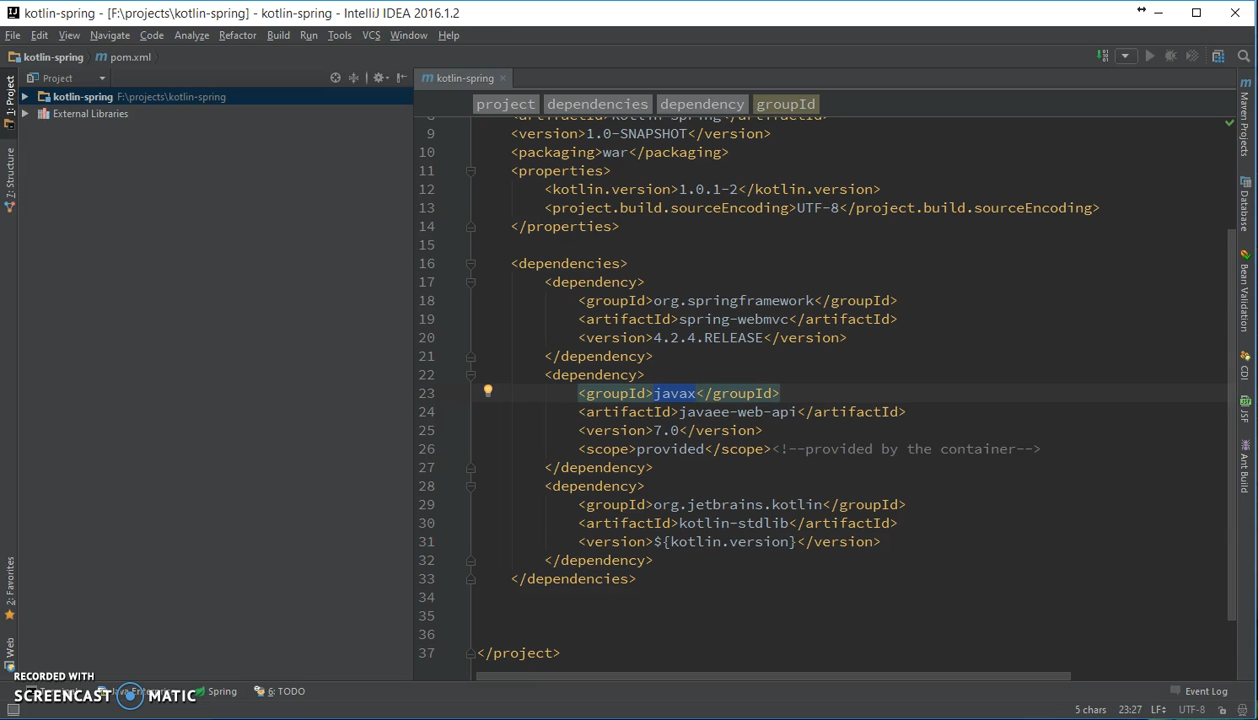 kotlin-spring - [F:\projects\kotlin-spring] - kotlin-spring - IntelliJ IDEA 2016.1.2
File Edit View Navigate Code Analyze Refactor Build Run Tools VCS Window Help
kotlin-spring pom.xml
Project
kotlin-spring
kotlin-spring F:\projects\kotlin-spring
External Libraries
1: Project
7: Structure
2: Favorites
Web
project dependencies dependency groupId
9 <version>1.0-SNAPSHOT</version>
10 <packaging>war</packaging>
11 <properties>
12 <kotlin.version>1.0.1-2</kotlin.version>
13 <project.build.sourceEncoding>UTF-8</project.build.sourceEncoding>
14 </properties>
15
16 <dependencies>
17 <dependency>
18 <groupId>org.springframework</groupId>
19 <artifactId>spring-webmvc</artifactId>
20 <version>4.2.4.RELEASE</version>
21 </dependency>
22 <dependency>
23 <groupId>javax</groupId>
24 <artifactId>javaee-web-api</artifactId>
25 <version>7.0</version>
26 <scope>provided</scope><!--provided by the container-->
27 </dependency>
28 <dependency>
29 <groupId>org.jetbrains.kotlin</groupId>
30 <artifactId>kotlin-stdlib</artifactId>
31 <version>${kotlin.version}</version>
32 </dependency>
33 </dependencies>
34
35
36
37 </project>
Maven Projects
Database
Bean Validation
CDI
JSF
Ant Build
RECORDED WITH
SCREENCAST MATIC
Spring 6: TODO
Event Log
5 chars 23:27 LF UTF-8